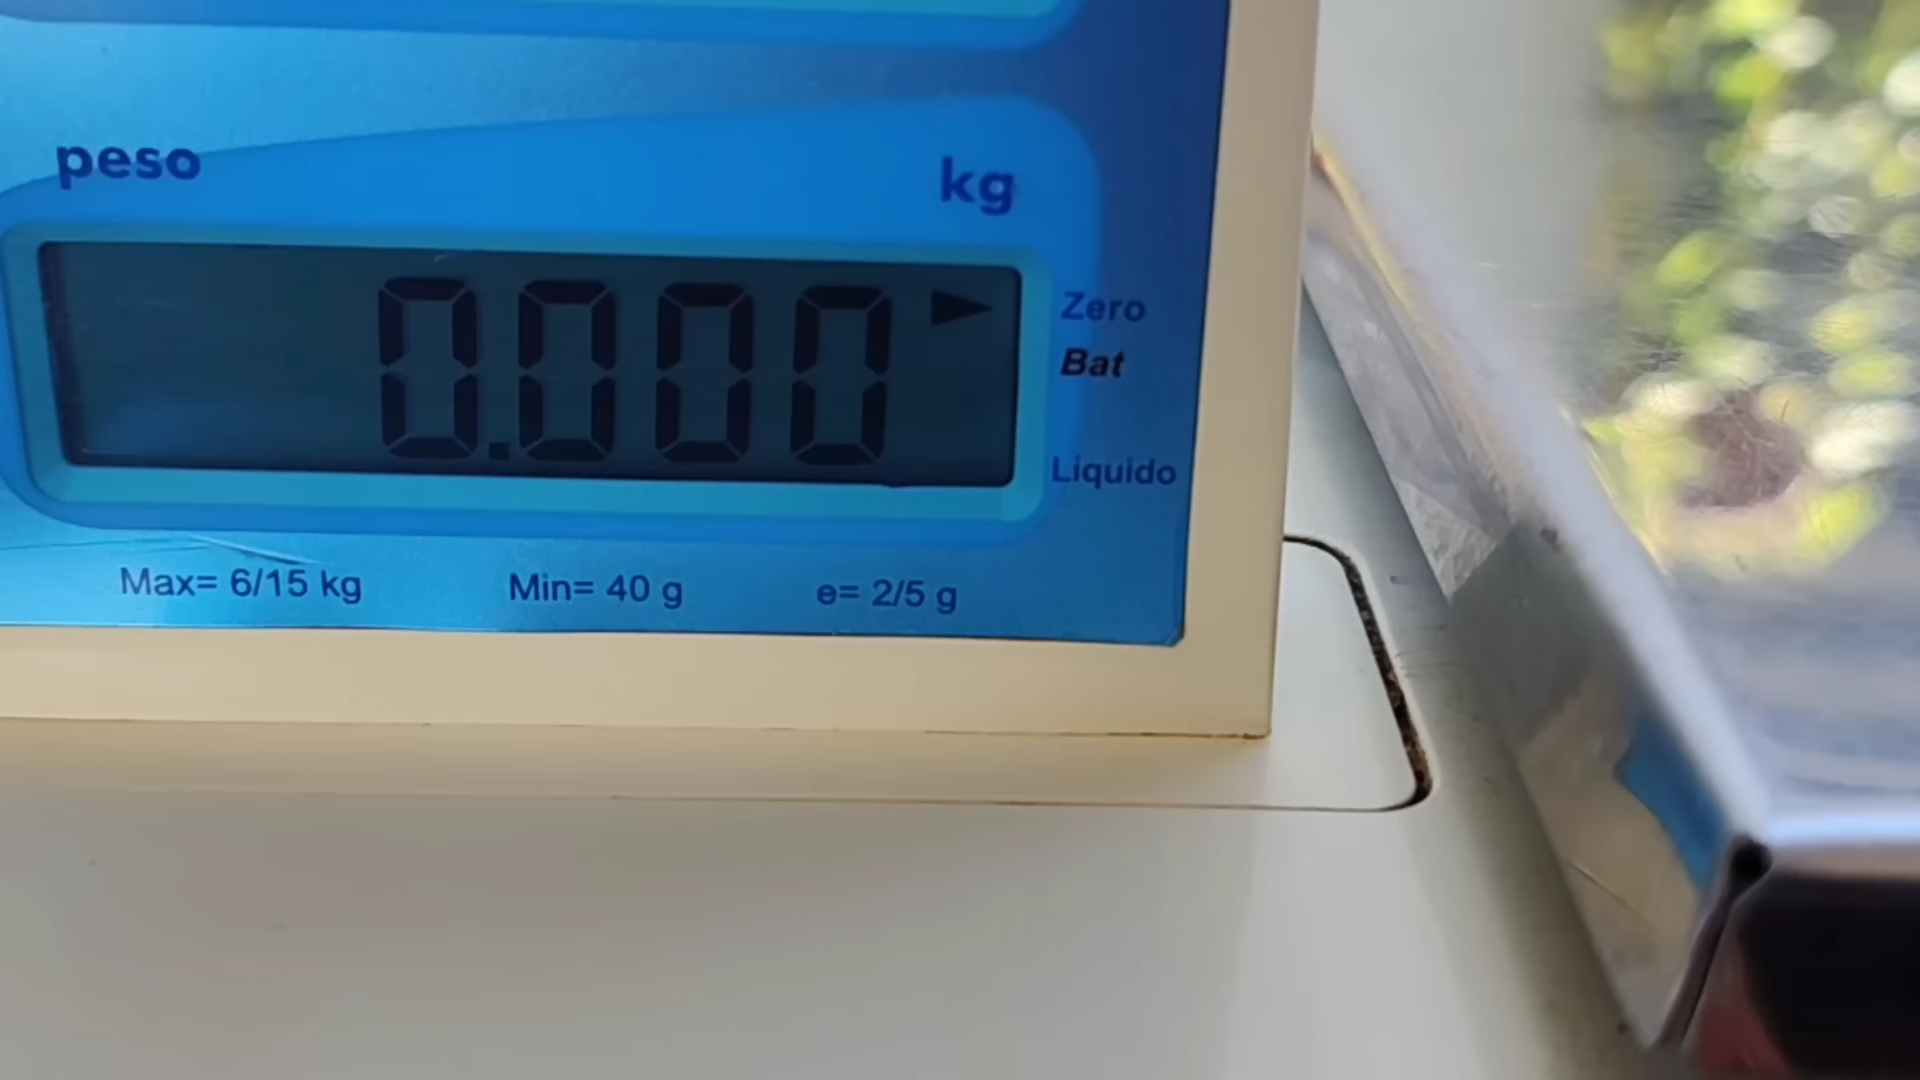 peso kg
0.000 Zero
Bat
Líquido
Max= 6/15 kg Min= 40 g e= 2/5 g